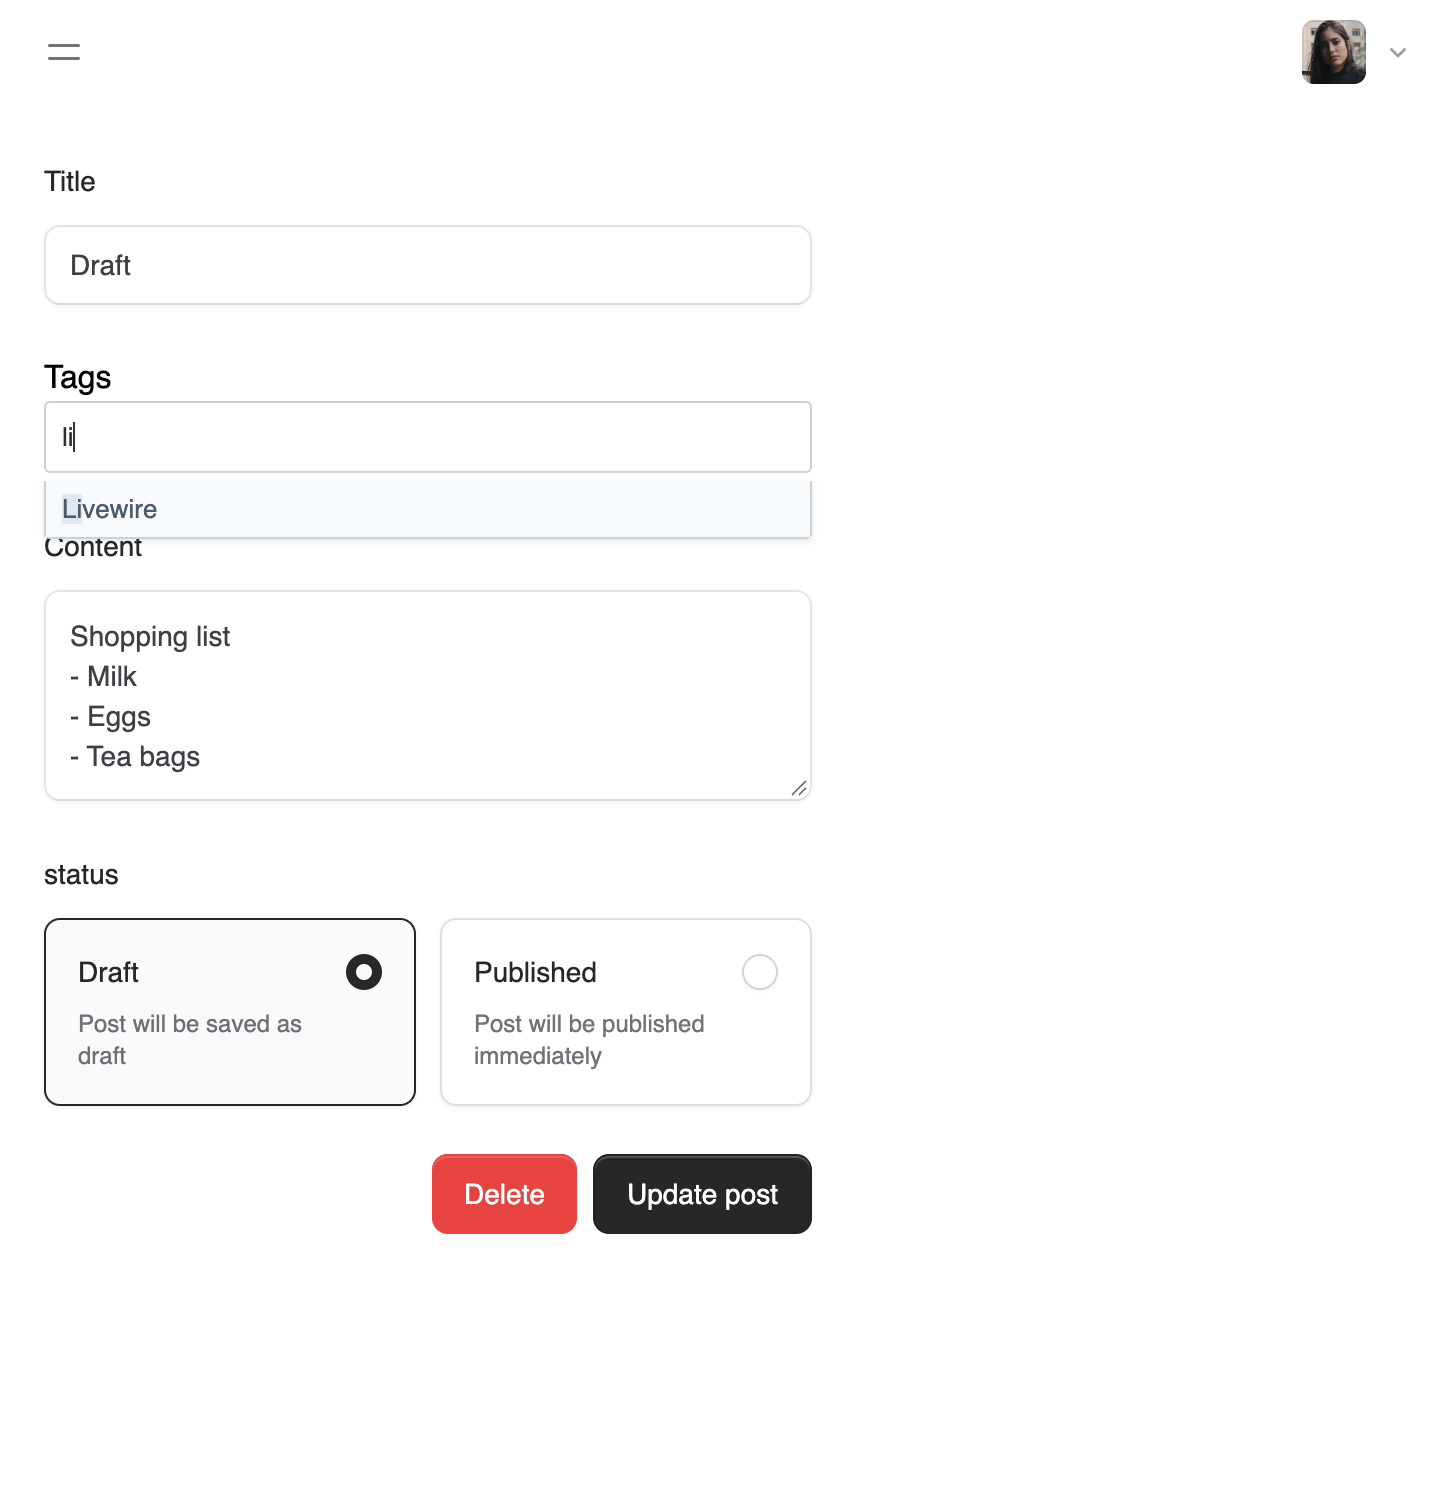 Title
Draft
Tags
li
Livewire
Content
Shopping list
- Milk
- Eggs
- Tea bags
status
Draft
Published
Post will be saved as
draft
Post will be published
immediately
Delete
Update post